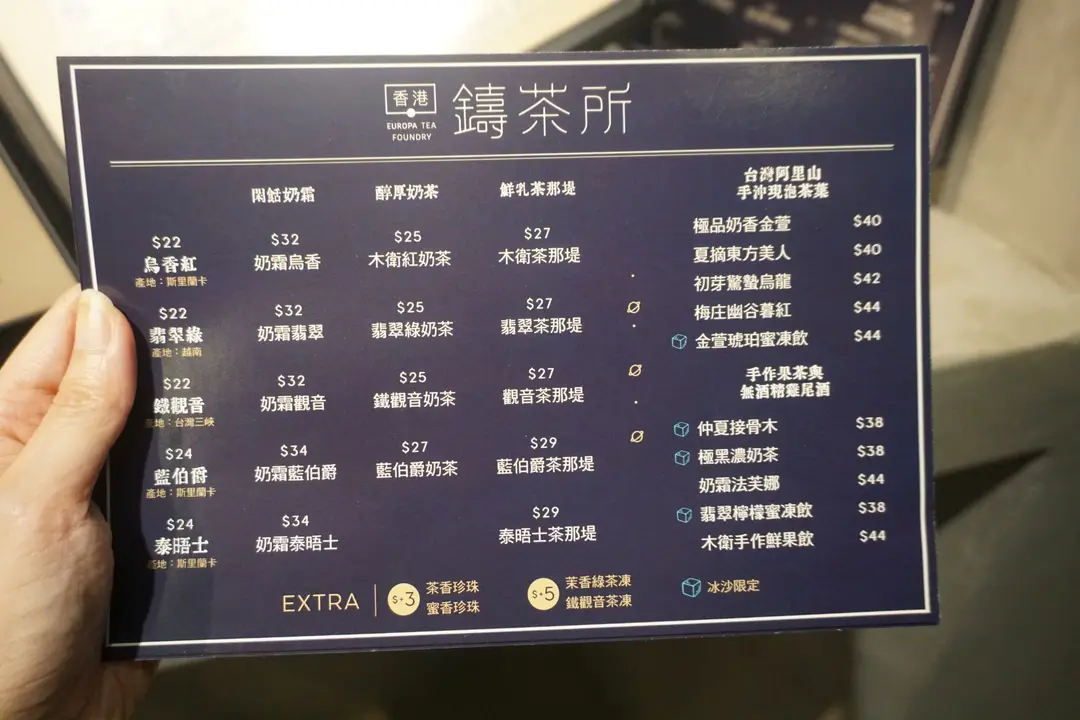 香港
EUROPA TEA
FOUNDRY
鑄茶所
閑餂奶霜
醇厚奶茶
鮮乳茶那堤
$22
烏香紅
產地：斯里蘭卡
$32
奶霜烏香
$25
木衛紅奶茶
$27
木衛茶那堤
$22
翡翠綠
產地：越南
$32
奶霜翡翠
$25
翡翠綠奶茶
$27
翡翠茶那堤
$22
鐵觀音
產地：台灣三峽
$32
奶霜觀音
$25
鐵觀音奶茶
$27
觀音茶那堤
$24
藍伯爵
產地：斯里蘭卡
$34
奶霜藍伯爵
$27
藍伯爵奶茶
$29
藍伯爵茶那堤
$24
泰晤士
產地：斯里蘭卡
$34
奶霜泰晤士
$29
泰晤士茶那堤
台灣阿里山
手沖現泡茶葉
極品奶香金萱 $40
夏摘東方美人 $40
初芽驚蟄烏龍 $42
梅庄幽谷暮紅 $44
金萱琥珀蜜凍飲 $44
手作果茶與
無酒精雞尾酒
仲夏接骨木 $38
極黑濃奶茶 $38
奶霜法芙娜 $44
翡翠檸檬蜜凍飲 $38
木衛手作鮮果飲 $44
EXTRA
$+3
茶香珍珠
蜜香珍珠
$+5
茉香綠茶凍
鐵觀音茶凍
冰沙限定